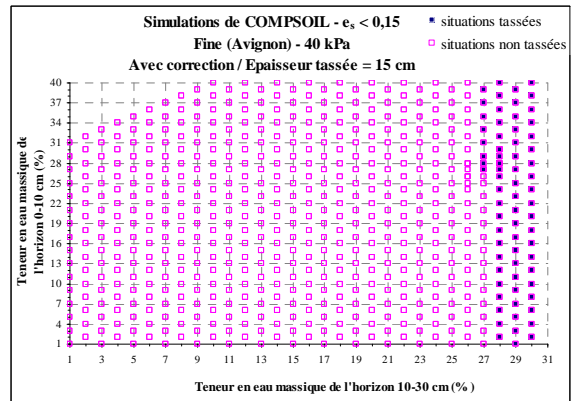 Simulations de COMPSOIL - es < 0,15
Fine (Avignon) - 40 kPa
Avec correction / Epaisseur tassée = 15 cm
situations tassées
situations non tassées
Teneur en eau massique de
l'horizon 0-10 cm (%)
40
37
34
31
28
25
22
19
16
13
10
7
4
1
1 3 5 7 9 11 13 15 17 19 21 23 25 27 29 31
Teneur en eau massique de l'horizon 10-30 cm (%)